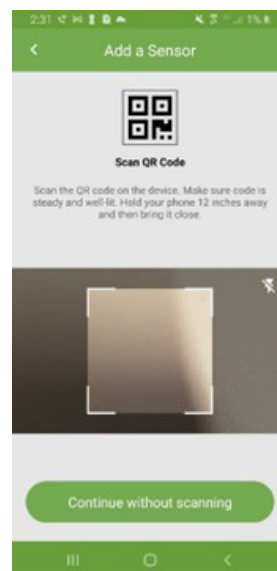 2:31
1%
Add a Sensor
Scan QR Code
Scan the QR code on the device. Make sure code is
steady and well-lit. Hold your phone 12 inches away
and then bring it close.
Continue without scanning